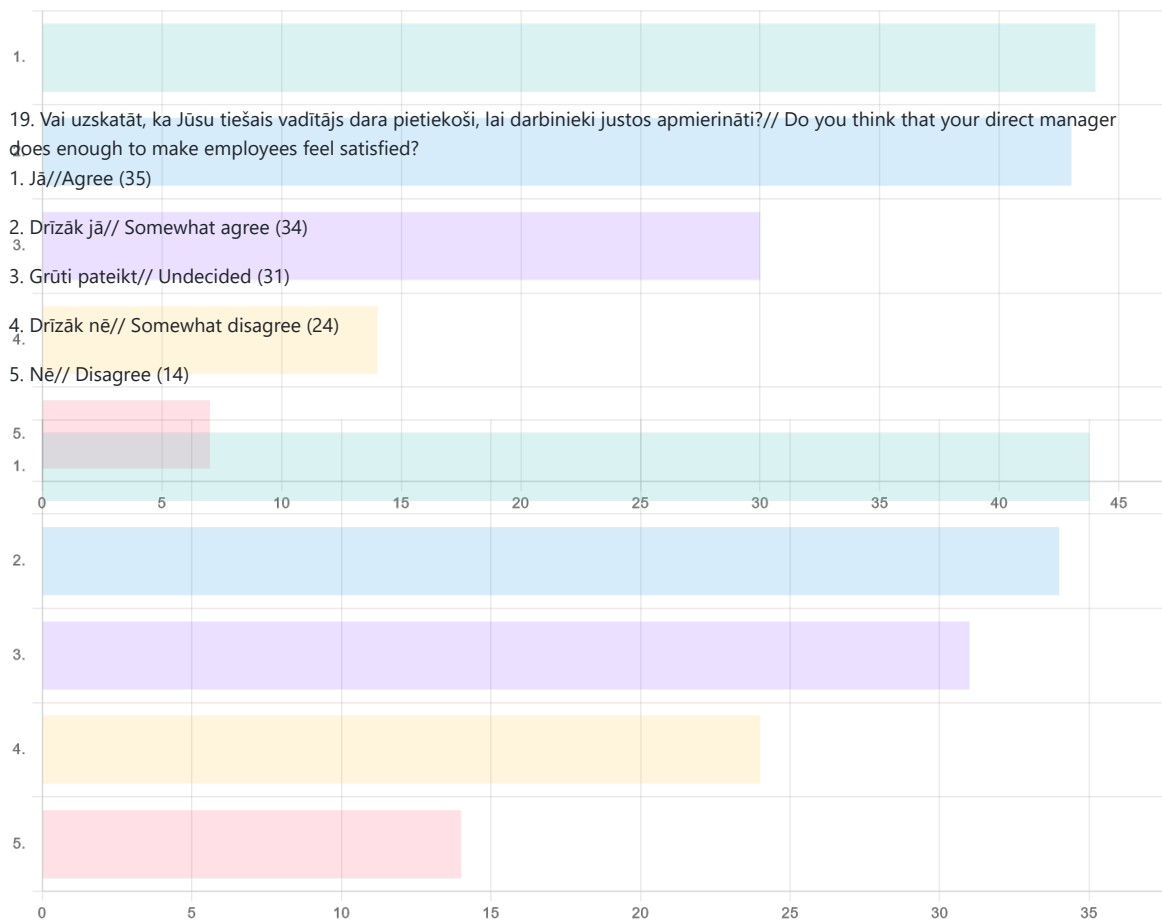 1.
19. Vai uzskatāt, ka Jūsu tiešais vadītājs dara pietiekoši, lai darbinieki justos apmierināti?// Do you think that your direct manager
2.
does enough to make employees feel satisfied?
1. Jā//Agree (35)
2. Drīzāk jā// Somewhat agree (34)
3.
3. Grūti pateikt// Undecided (31)
4. Drīzāk nē// Somewhat disagree (24)
4.
5. Nē// Disagree (14)
5.
1.
0 5 10 15 20 25 30 35 40 45
2.
3.
4.
5.
0 5 10 15 20 25 30 35